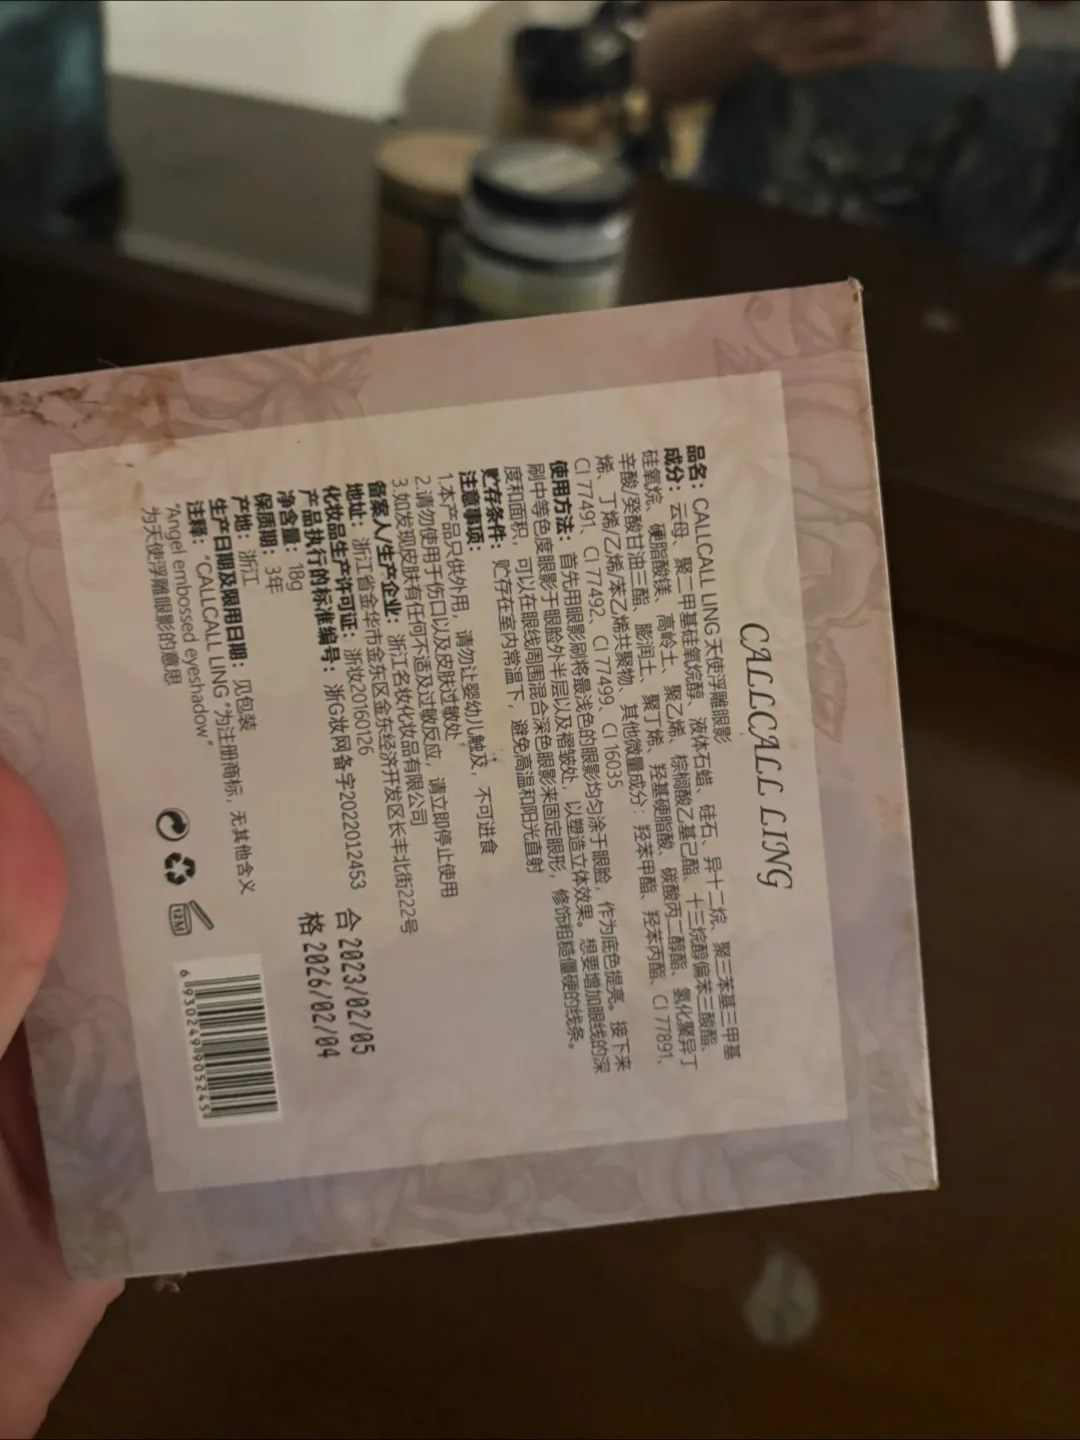 CALLCALL LING
品名：CALLCALL LING 天使浮雕眼影
成分：云母、聚二甲基硅氧烷醇、液体石蜡、硅石、异十二烷、聚三苯基三甲基
硅氧烷、硬脂酸镁、高岭土、聚乙烯、棕榈酸乙基己酯、十三烷醇偏苯三酸酯、
辛酸/癸酸甘油三酯、膨润土、聚丁烯、羟基硬脂酸、碳酸丙二醇酯、氢化聚异丁
烯、丁烯/乙烯/苯乙烯共聚物、其他微量成分：羟苯甲酯、羟苯丙酯、CI 77891、
CI 77491、CI 77492、CI 77499、CI 16035
使用方法：首先用眼影刷将最浅色的眼影均匀涂于眼脸，作为底色提亮。接下来
刷中等色度眼影于眼脸外半层以及褶皱处，以塑造立体效果。想要增加眼线的深
度和面积，可以在眼线周围混合深色眼影来固定眼形，修饰粗糙僵硬的线条。
贮存条件：贮存在室内常温下，避免高温和阳光直射
注意事项：
1.本产品只供外用，请勿让婴幼儿触及，不可进食
2.请勿使用于伤口以及皮肤过敏处
3.如发现皮肤有任何不适及过敏反应，请立即停止使用
备案人/生产企业：浙江名妆化妆品有限公司
地址：浙江省金华市金东区金东经济开发区长丰北街222号
化妆品生产许可证：浙妆20160126
产品执行的标准编号：浙G妆网备字2022012453
净含量：18g
保质期：3年
产地：浙江
生产日期及限用日期：见包装
注释：“CALLCALL LING “为注册商标，无其他含义
“Angel embossed eyeshadow”
为天使浮雕眼影的意思
合 2023/02/05
格 2026/02/04
12M
6930249905245